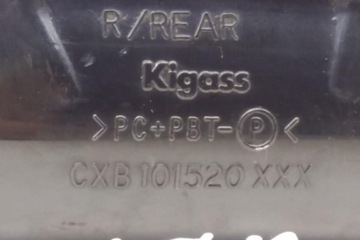 R/REAR
Kigass
>PC+PBT-Ⓟ<
CXB 101520 XXX